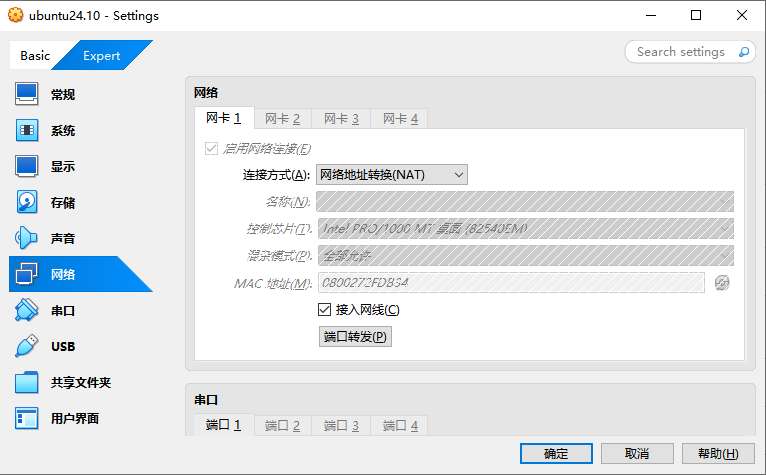 ubuntu24.10 - Settings
Basic Expert Search settings
常规
系统
显示
存储
声音
网络
串口
USB
共享文件夹
用户界面
网络
网卡 1 网卡 2 网卡 3 网卡 4
启用网络连接(E)
连接方式(A): 网络地址转换(NAT)
名称(N):
控制芯片(T): Intel PRO/1000 MT 桌面 (82540EM)
混杂模式(P): 全部允许
MAC 地址(M): 0800272FDB94
接入网线(C)
端口转发(P)
串口
端口 1 端口 2 端口 3 端口 4
确定 取消 帮助(H)